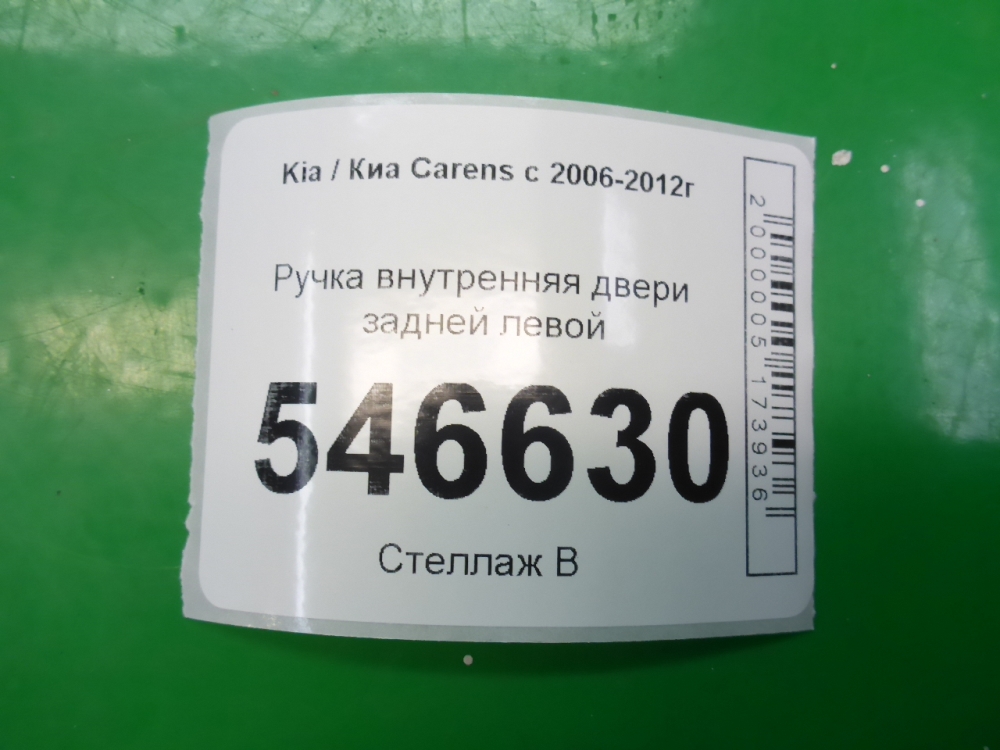 Kia / Киа Carens с 2006-2012г
Ручка внутренняя двери
задней левой
546630
Стеллаж В
2000005173936